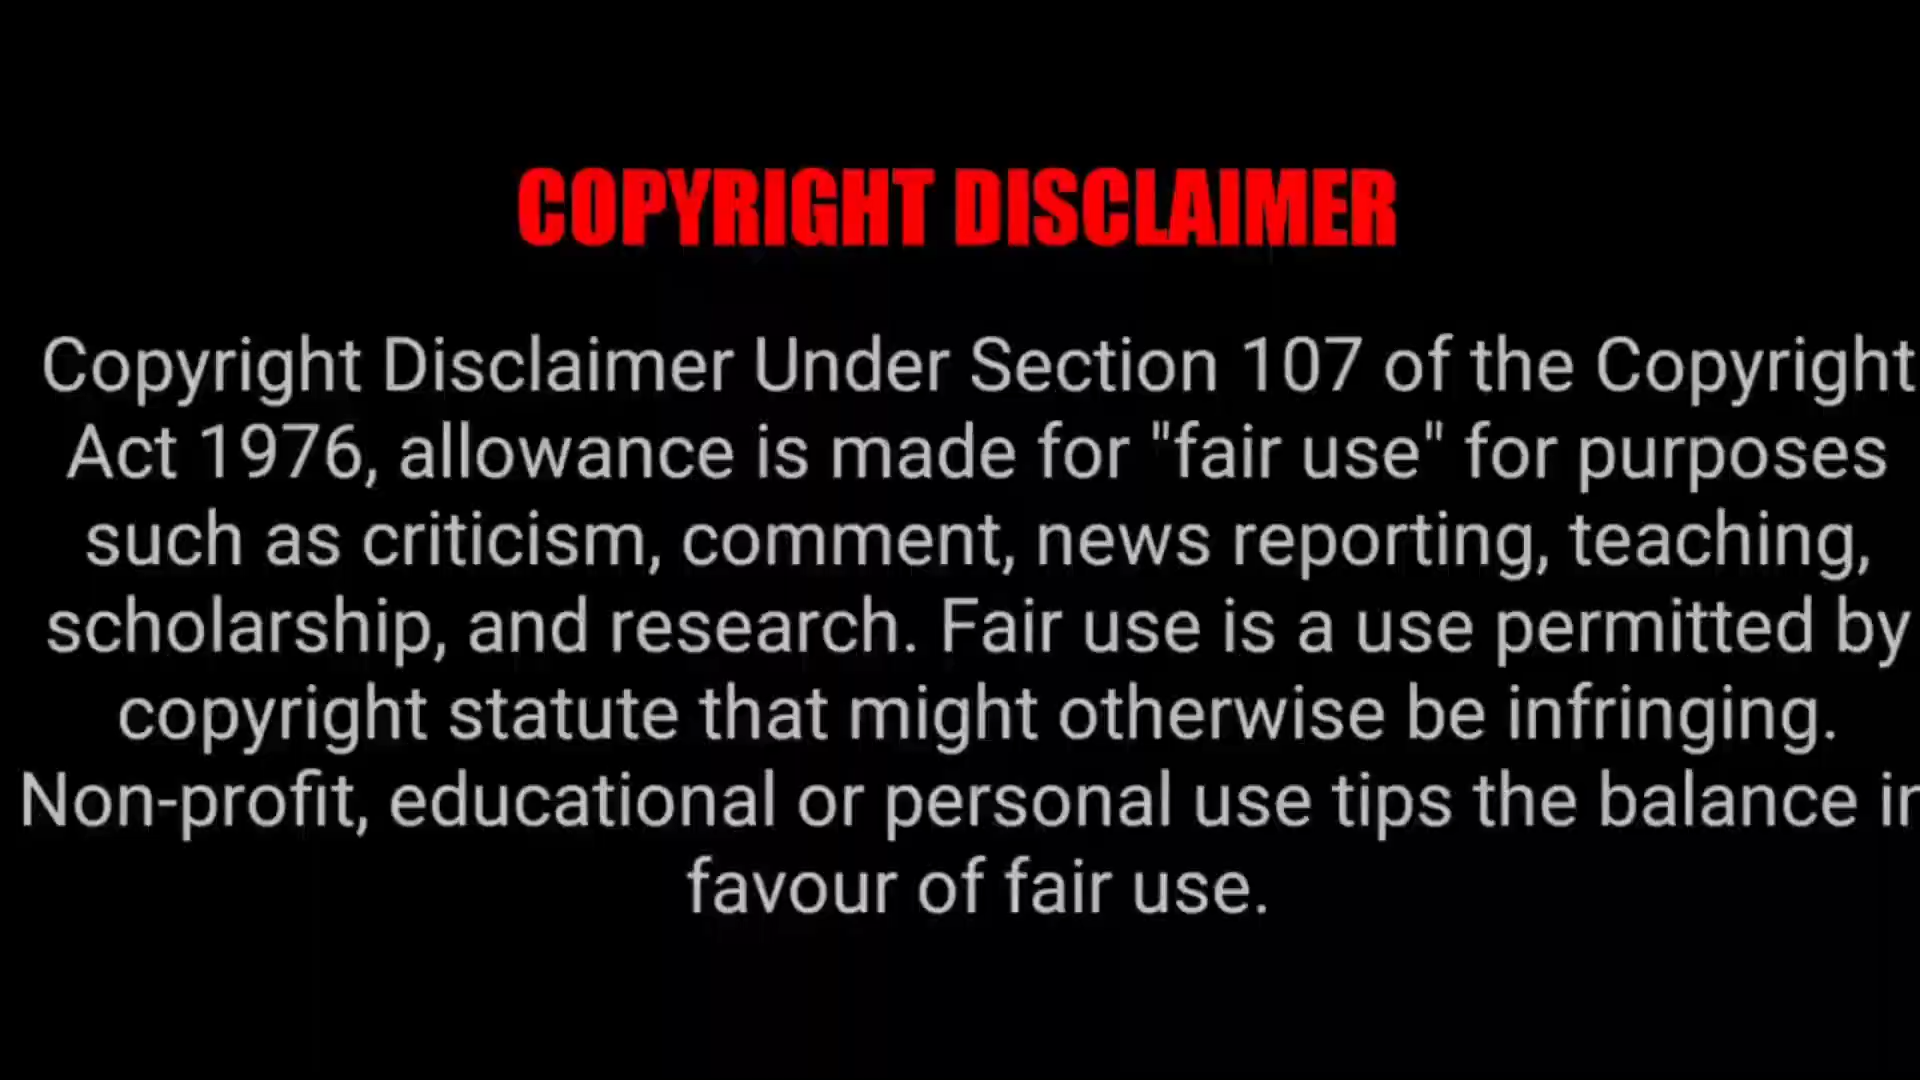 COPYRIGHT DISCLAIMER
Copyright Disclaimer Under Section 107 of the Copyright
Act 1976, allowance is made for "fair use" for purposes
such as criticism, comment, news reporting, teaching,
scholarship, and research. Fair use is a use permitted by
copyright statute that might otherwise be infringing.
Non-profit, educational or personal use tips the balance in
favour of fair use.